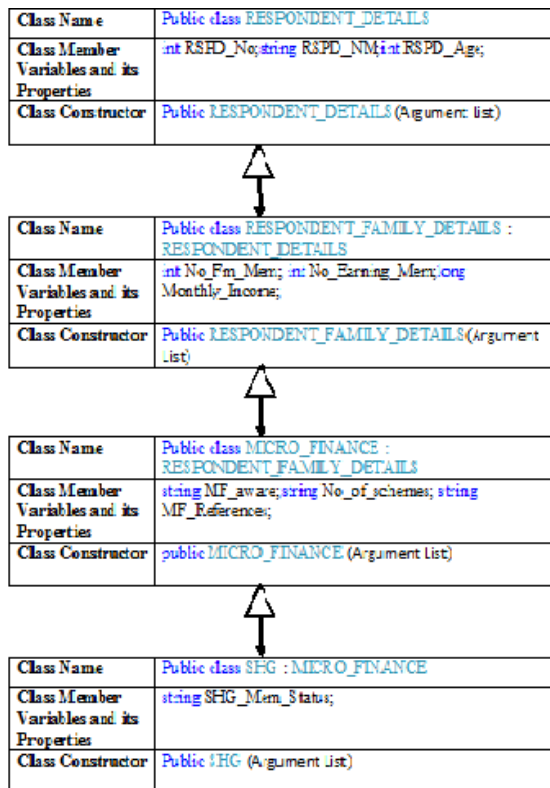 Class Name Public class RESPONDENT_DETAILS
Class Member int RSHD_No;string RSPD_NM;int RSPD_Age;
Variables and its
Properties
Class Constructor Public RESPONDENT_DETAILS (Argument list)
Class Name Public class RESPONDENT_FAMILY_DETAILS :
RESPONDENT_DETAILS
Class Member int No_Fm_Mem; int No_Earning_Mem;long
Variables and its Monthly_Income;
Properties
Class Constructor Public RESPONDENT_FAMILY_DETAILS(Argument
List)
Class Name Public class MICRO_FINANCE :
RESPONDENT_FAMILY_DETAILS
Class Member string MF_aware;string No_of_schemes; string
Variables and its MF_References;
Properties
Class Constructor public MICRO_FINANCE (Argument List)
Class Name Public class SHG : MICRO_FINANCE
Class Member string SHG_Mem_Status;
Variables and its
Properties
Class Constructor Public SHG (Argument List)